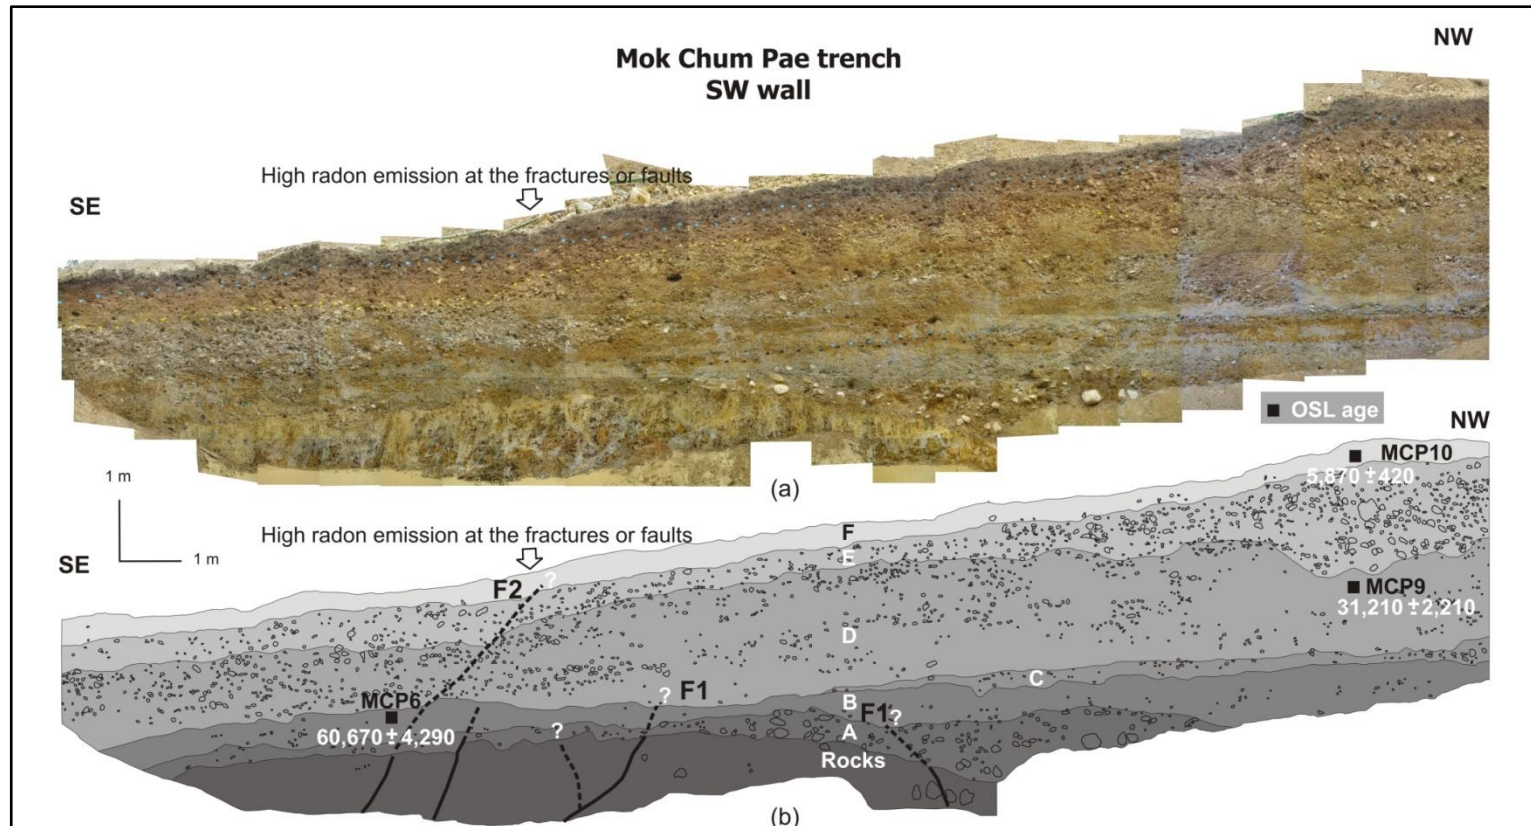 Mok Chum Pae trench
SW wall
NW
High radon emission at the fractures or faults
SE
OSL age
NW
MCP10
5,870 ±420
(a)
1 m
1 m
High radon emission at the fractures or faults
SE
F2
?
F
E
MCP9
31,210 ±2,210
D
C
MCP6
60,670 ±4,290
?
F1
B
F1
?
?
A
Rocks
(b)